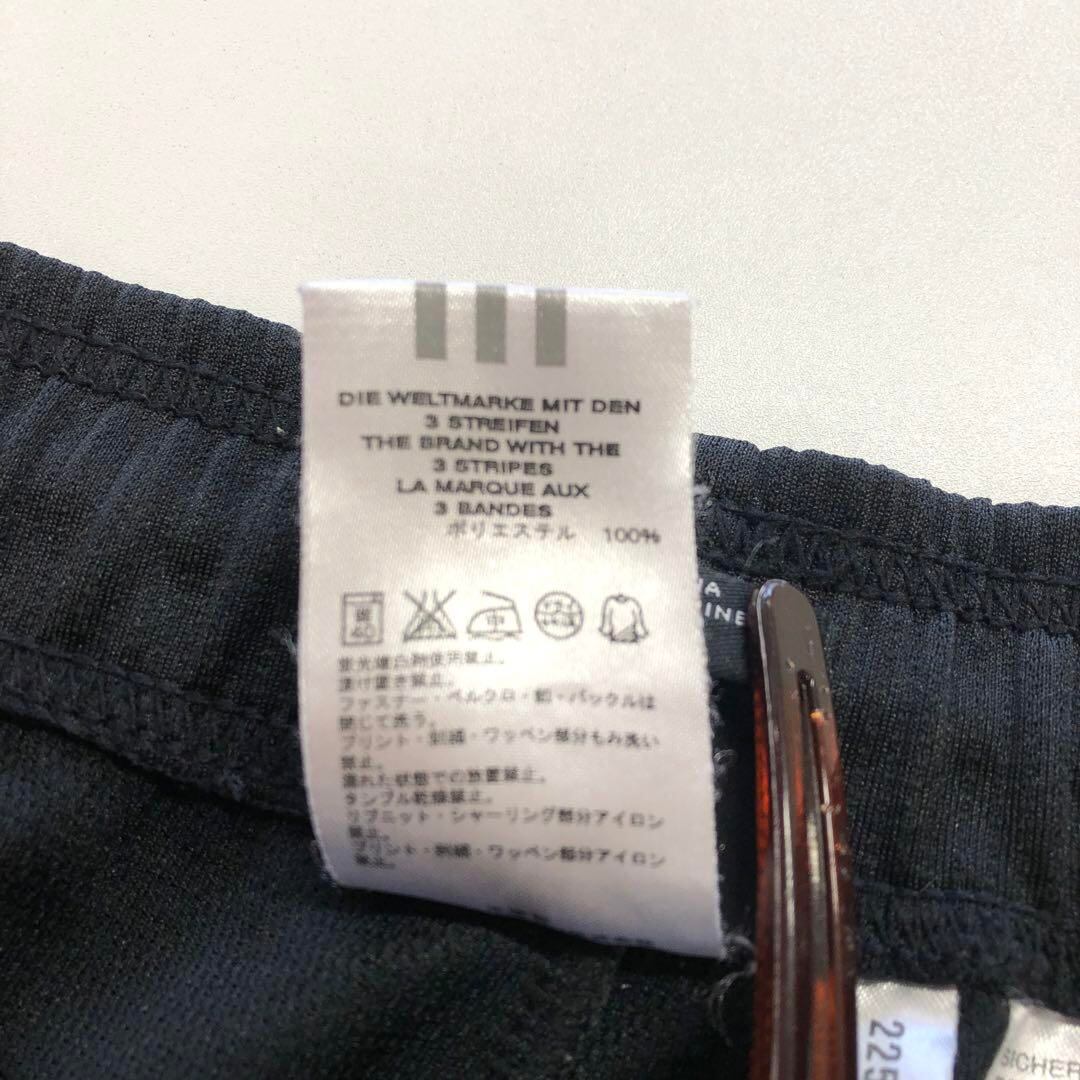 DIE WELTMARKE MIT DEN
3 STREIFEN
THE BRAND WITH THE
3 STRIPES
LA MARQUE AUX
3 BANDES
ポリエステル 100%
弱
40
中
蛍光増白剤使用禁止。
漬け置き禁止。
ファスナー・ベルクロ・釦・バックルは
閉じて洗う。
プリント・刺繍・ワッペン部分もみ洗い
禁止。
濡れた状態での放置禁止。
タンブル乾燥禁止。
リブニット・シャーリング部分アイロン
禁止。
プリント・刺繍・ワッペン部分アイロン
INE
225
SICHER